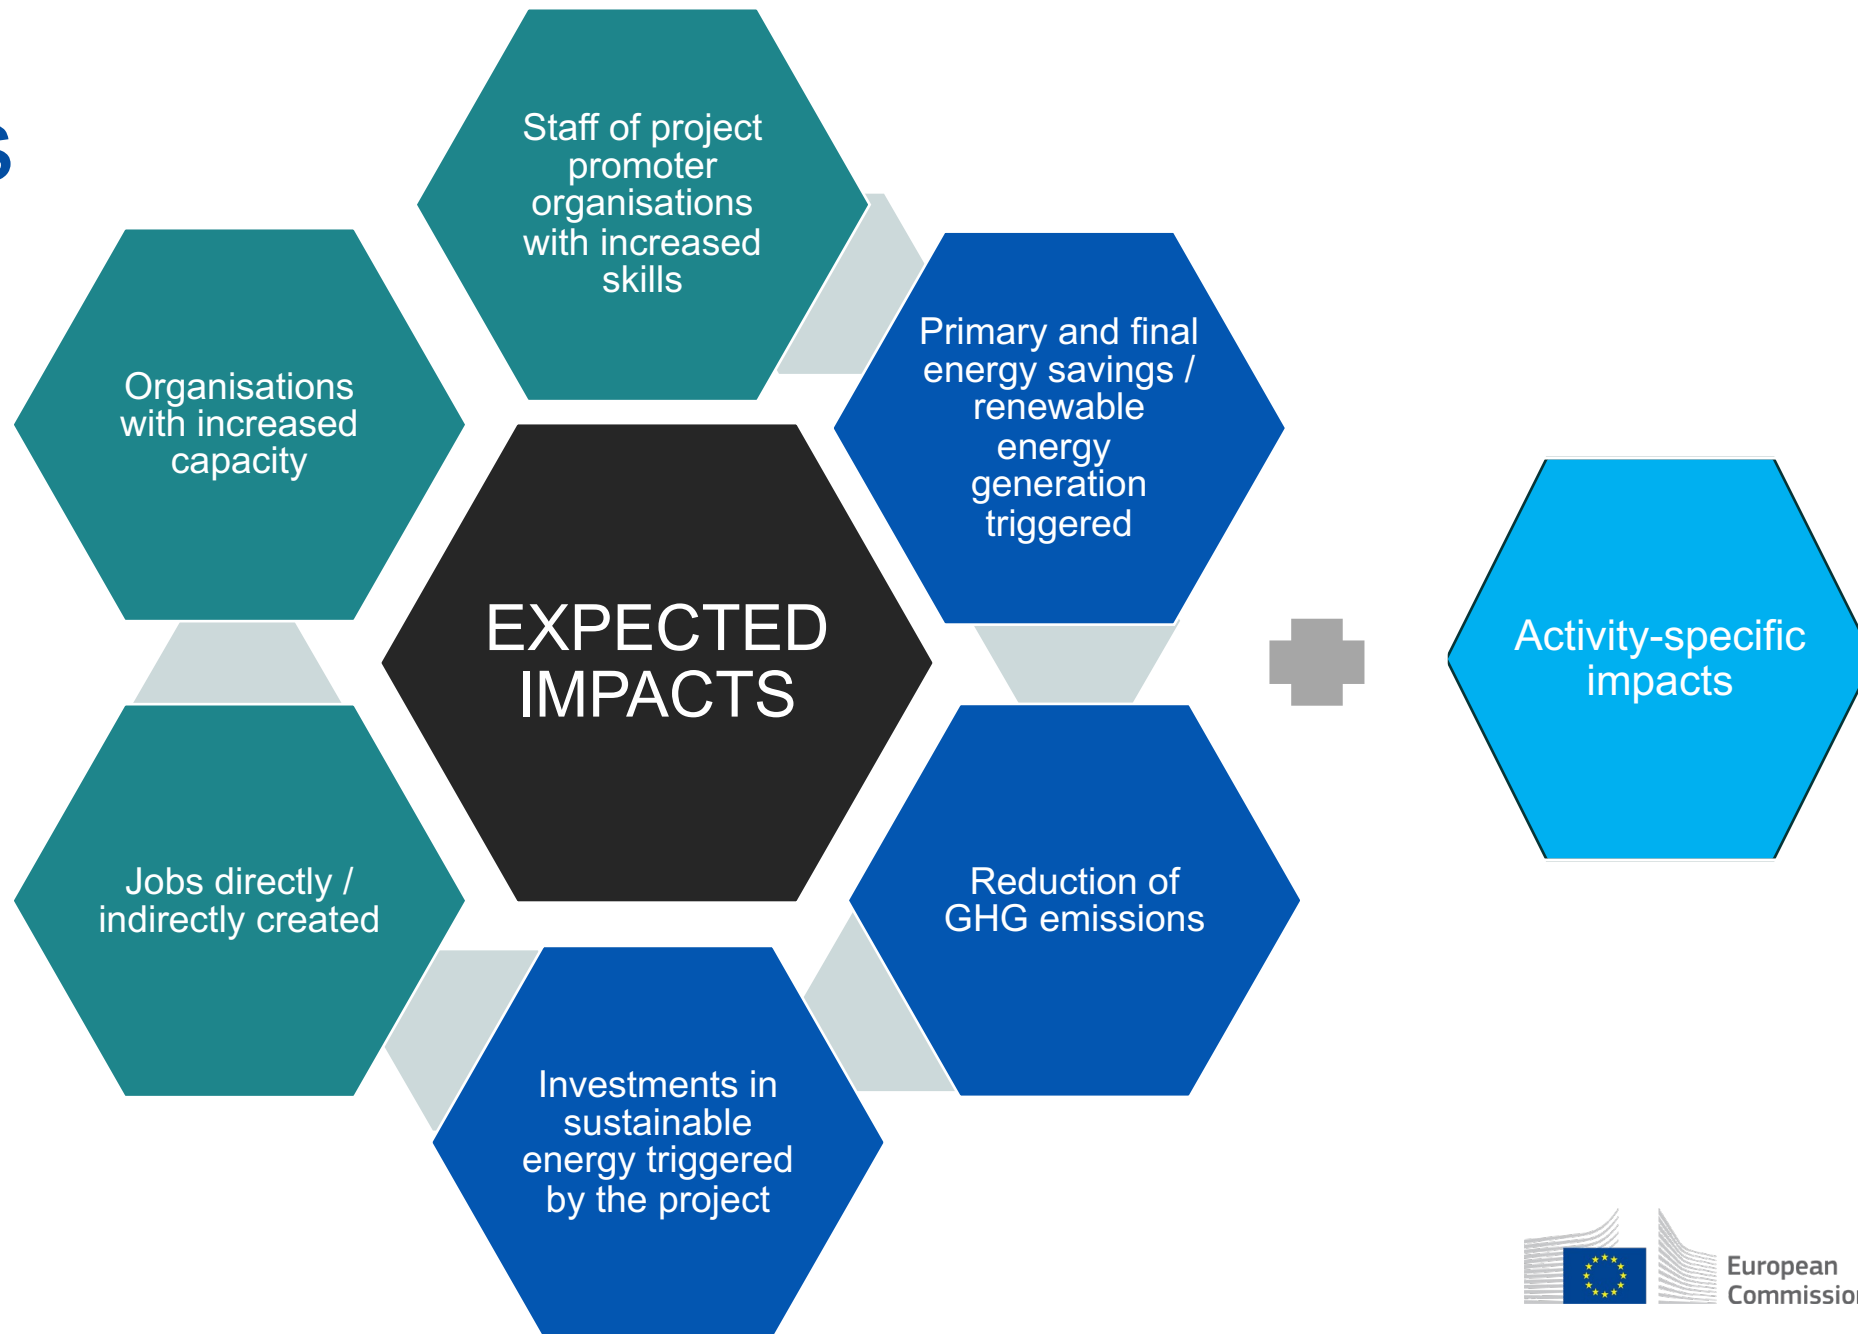 s
Staff of project
promoter
organisations
with increased
skills
Organisations
with increased
capacity
Primary and final
energy savings /
renewable
energy
generation
triggered
EXPECTED
IMPACTS
Activity-specific
impacts
Jobs directly /
indirectly created
Reduction of
GHG emissions
Investments in
sustainable
energy triggered
by the project
European
Commission